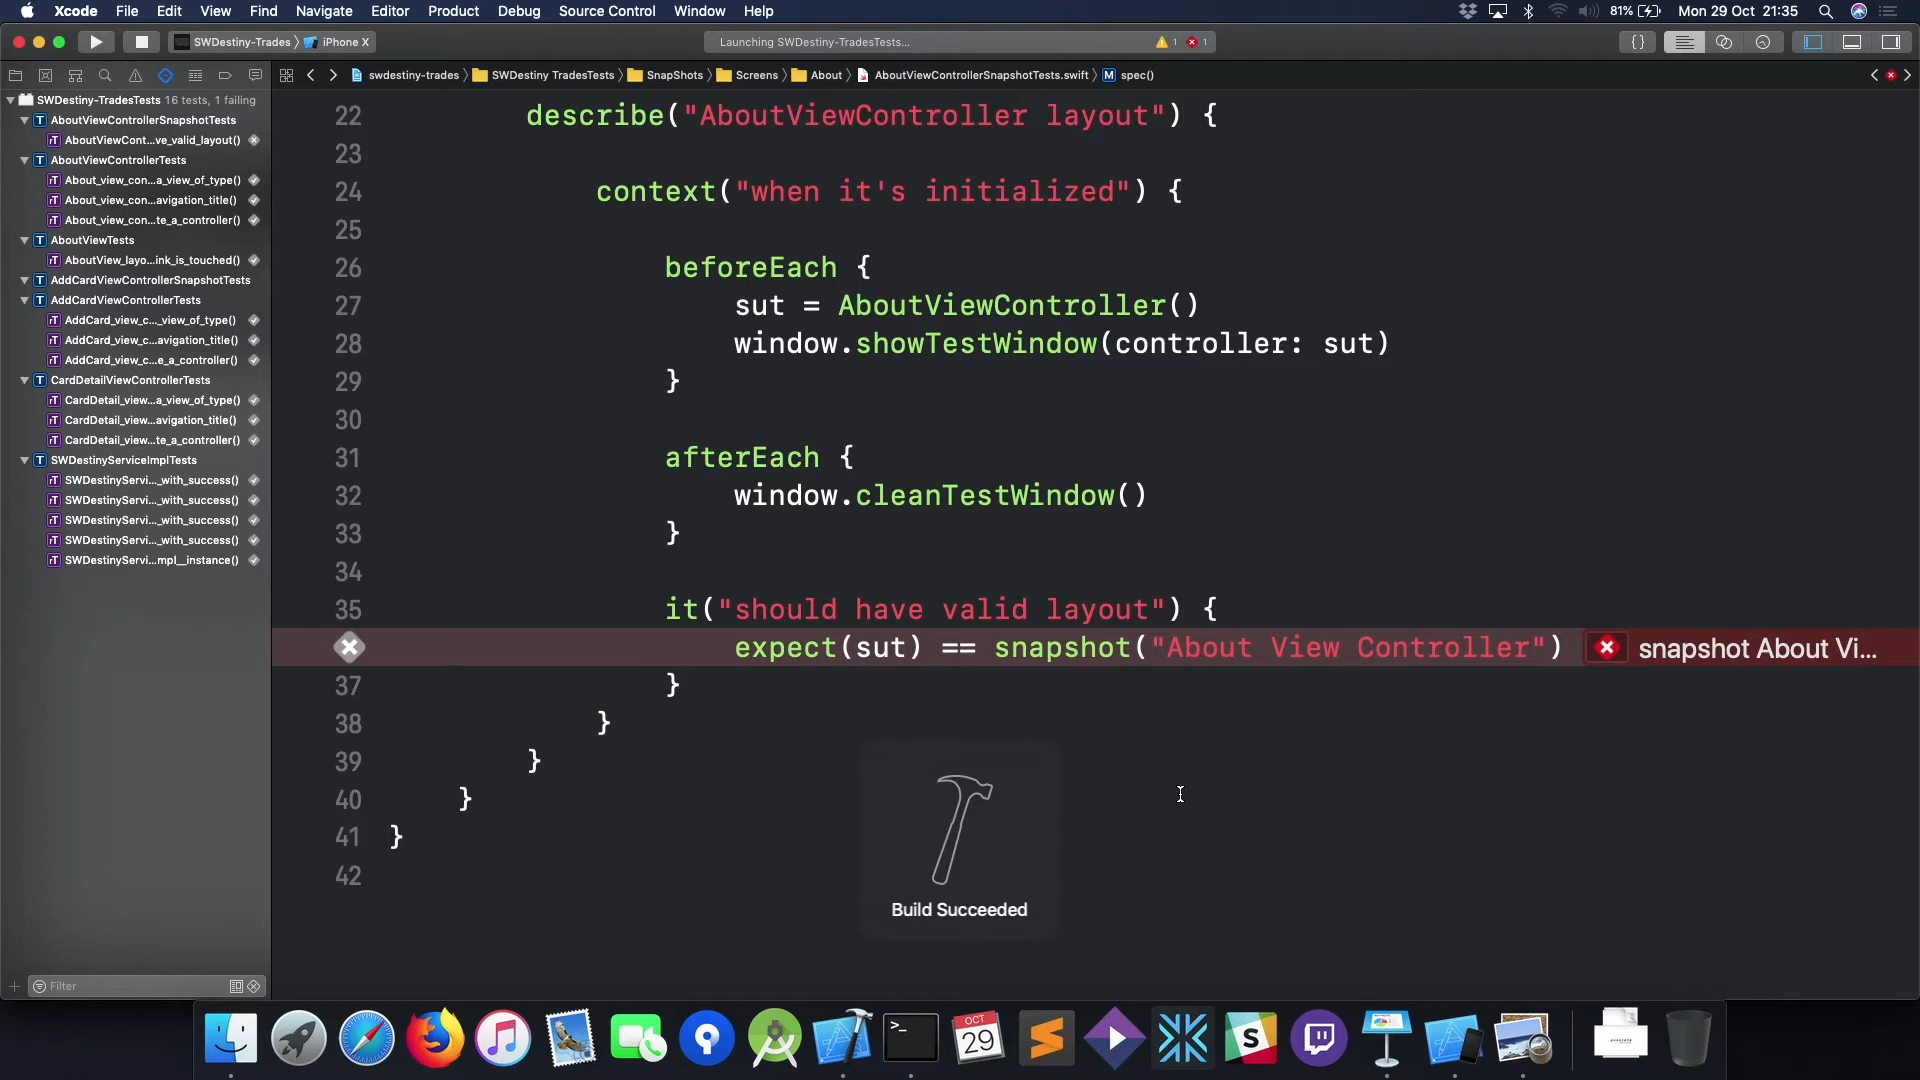 Xcode File Edit View Find Navigate Editor Product Debug Source Control Window Help 81% Mon 29 Oct 21:35
SWDestiny-Trades iPhone X Launching SWDestiny-TradesTests... 1 1
swdestiny-trades SWDestiny TradesTests SnapShots Screens About AboutViewControllerSnapshotTests.swift M spec()
SWDestiny-TradesTests 16 tests, 1 failing
T AboutViewControllerSnapshotTests
AboutViewCont...ve_valid_layout()
T AboutViewControllerTests
About_view_con...a_view_of_type()
About_view_con...avigation_title()
About_view_con...te_a_controller()
T AboutViewTests
AboutView_layo...ink_is_touched()
T AddCardViewControllerSnapshotTests
T AddCardViewControllerTests
AddCard_view_c..._view_of_type()
AddCard_view_c...avigation_title()
AddCard_view_c...e_a_controller()
T CardDetailViewControllerTests
CardDetail_view...a_view_of_type()
CardDetail_view...avigation_title()
CardDetail_view...te_a_controller()
T SWDestinyServiceImplTests
SWDestinyServi..._with_success()
SWDestinyServi..._with_success()
SWDestinyServi..._with_success()
SWDestinyServi..._with_success()
SWDestinyServi...mpl__instance()
Filter
22 describe("AboutViewController layout") {
23
24 context("when it's initialized") {
25
26 beforeEach {
27 sut = AboutViewController()
28 window.showTestWindow(controller: sut)
29 }
30
31 afterEach {
32 window.cleanTestWindow()
33 }
34
35 it("should have valid layout") {
expect(sut) == snapshot("About View Controller") snapshot About Vi...
37 }
38 }
39 }
40 }
41 }
42
Build Succeeded
OCT
29